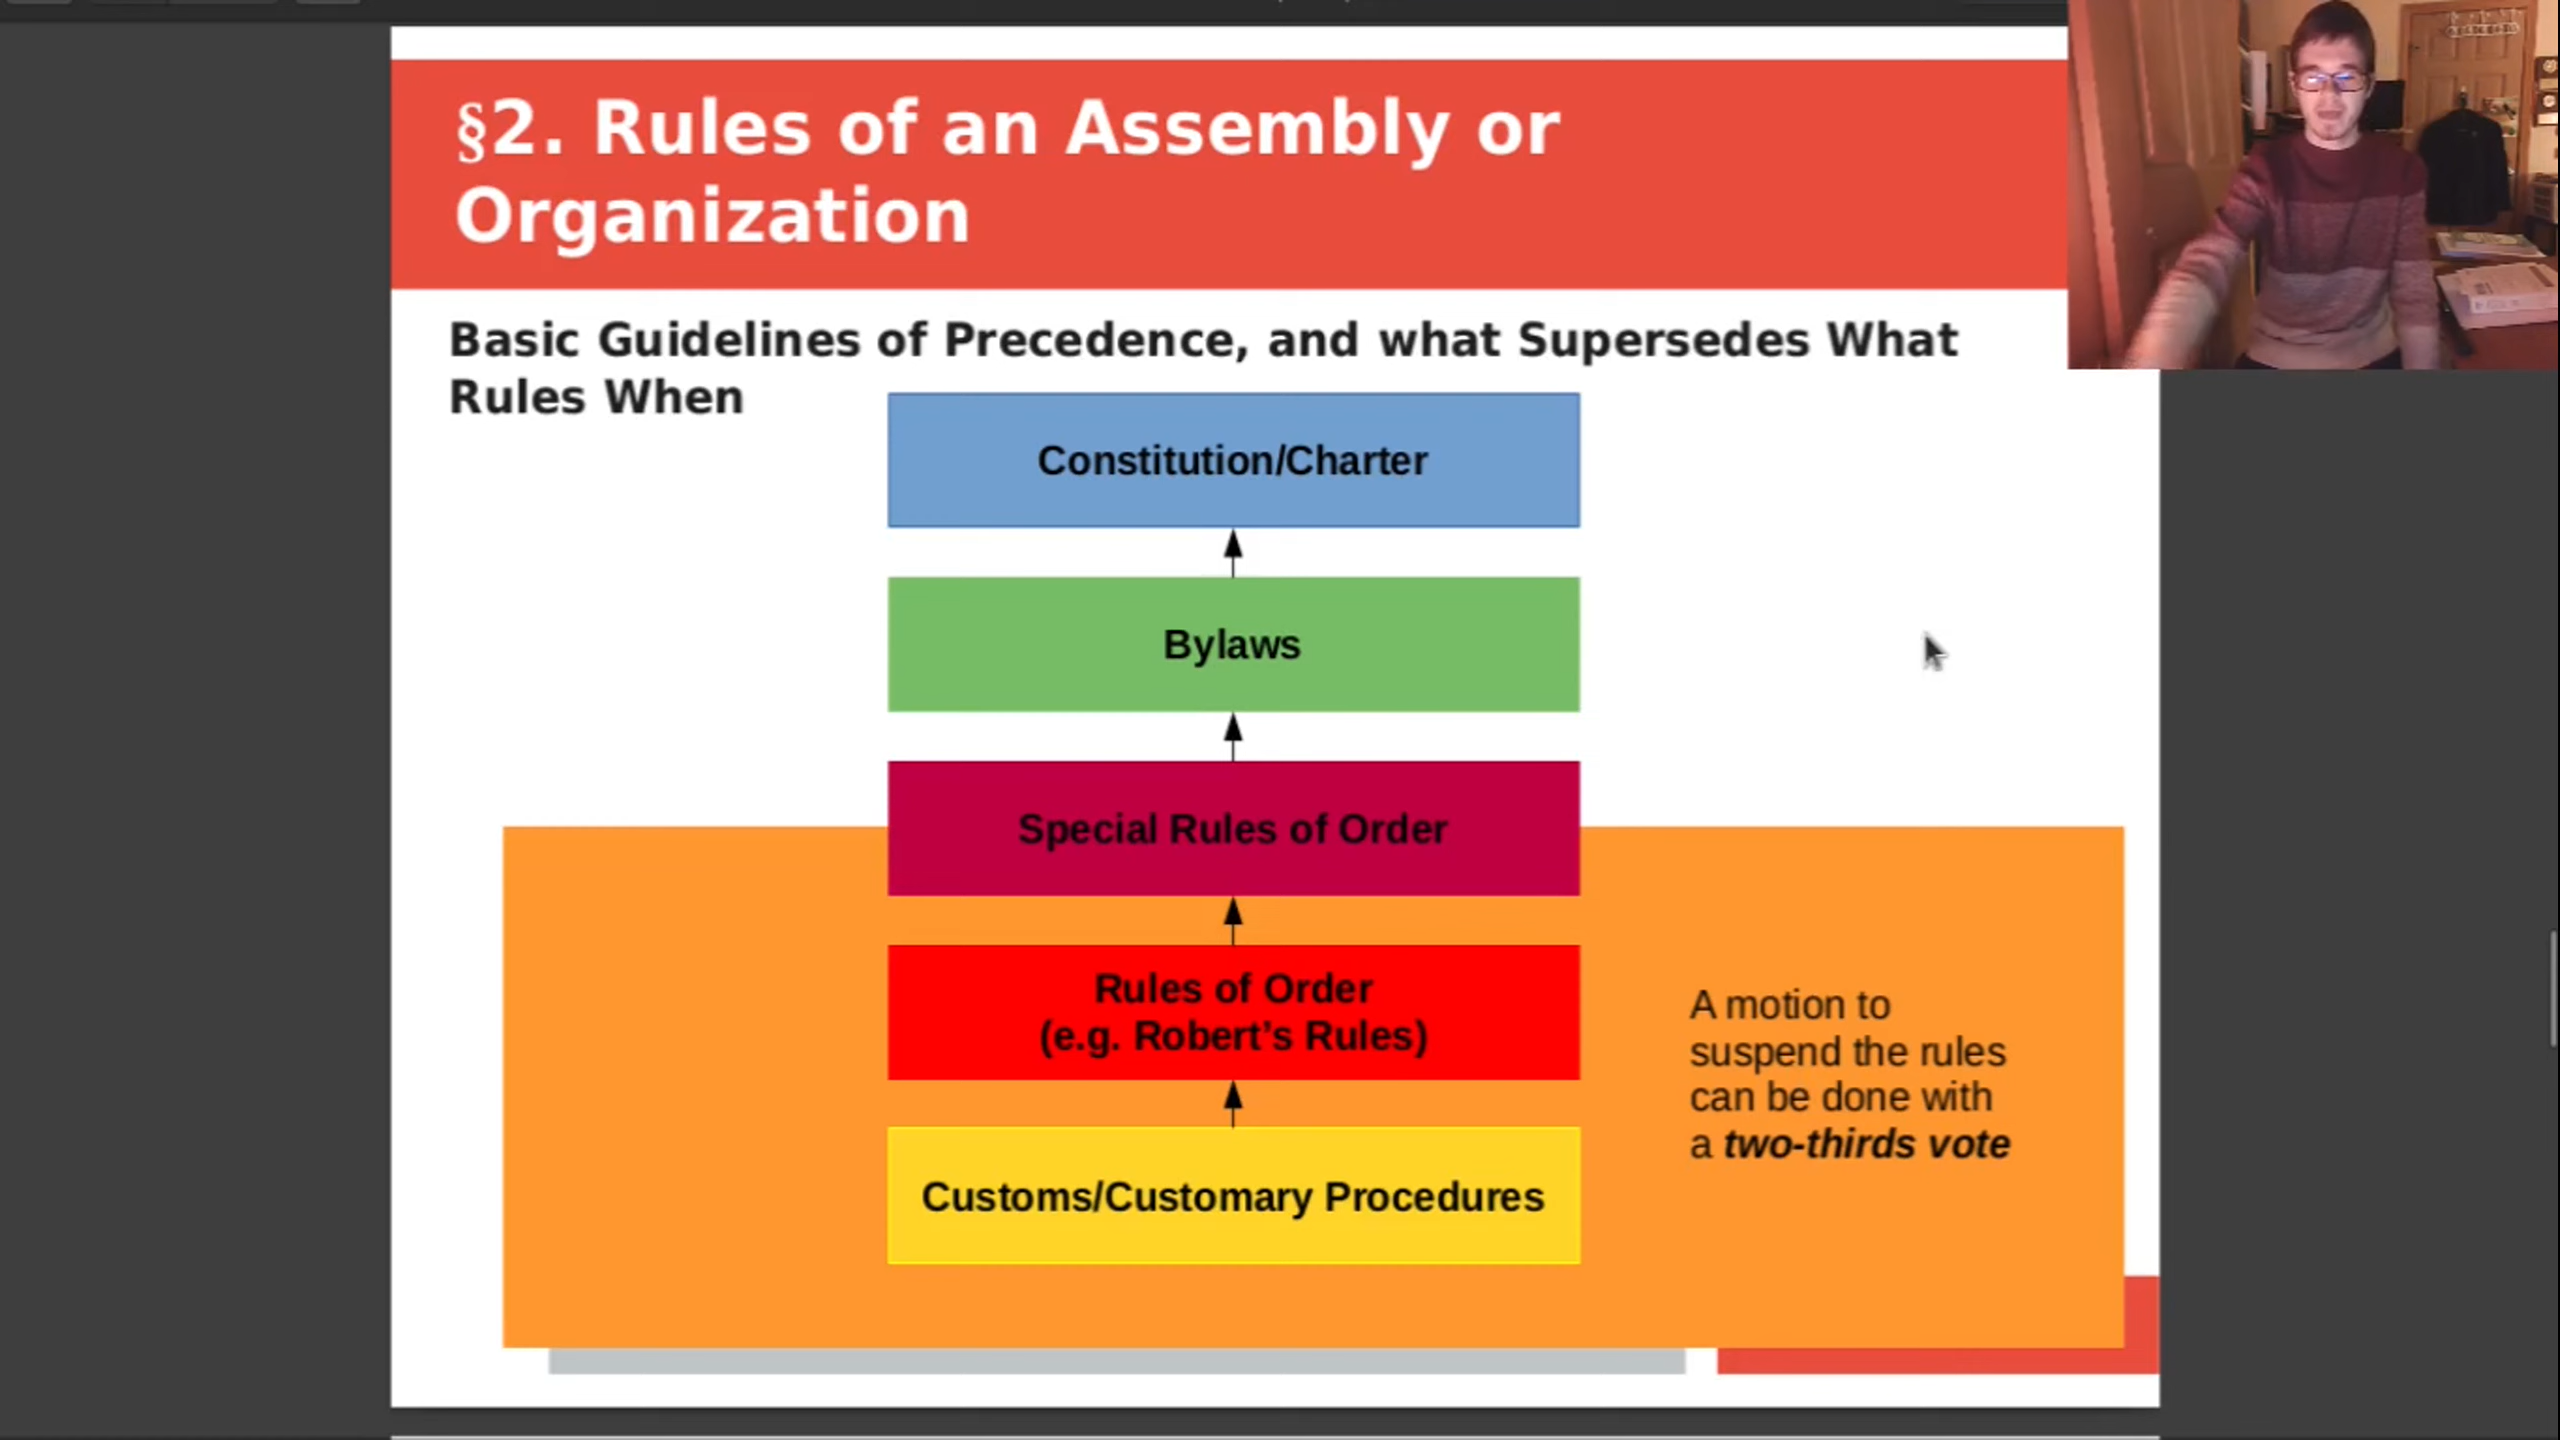 §2. Rules of an Assembly or
Organization
Basic Guidelines of Precedence, and what Supersedes What
Rules When
Constitution/Charter
Bylaws
Special Rules of Order
Rules of Order
(e.g. Robert’s Rules)
Customs/Customary Procedures
A motion to
suspend the rules
can be done with
a two-thirds vote